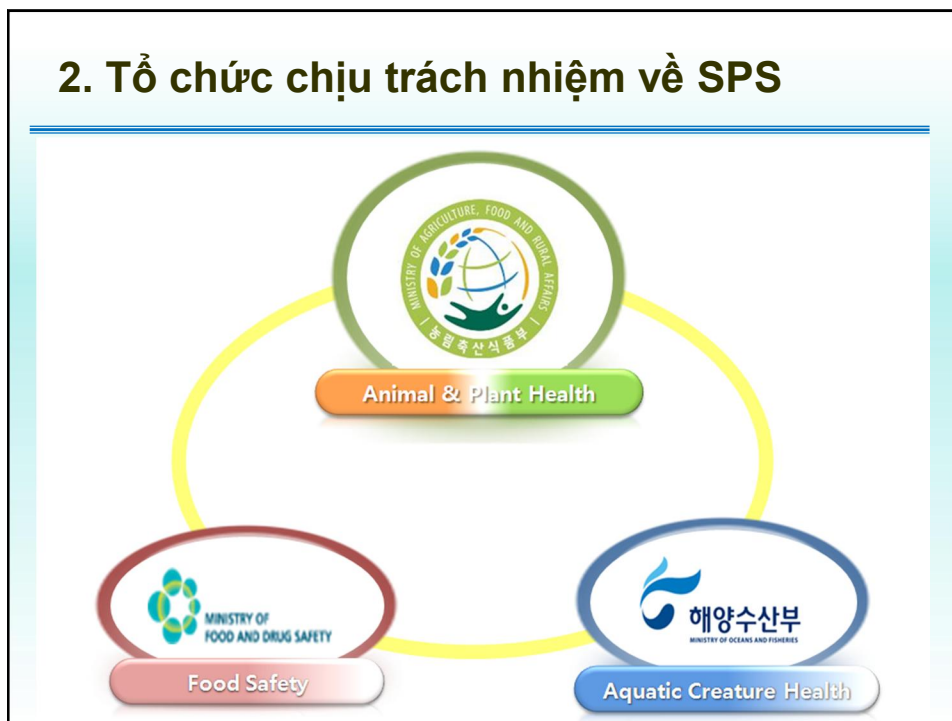 2. Tổ chức chịu trách nhiệm về SPS
MINISTRY OF AGRICULTURE, FOOD AND RURAL AFFAIRS
농림축산식품부
Animal & Plant Health
MINISTRY OF
FOOD AND DRUG SAFETY
Food Safety
해양수산부
MINISTRY OF OCEANS AND FISHERIES
Aquatic Creature Health